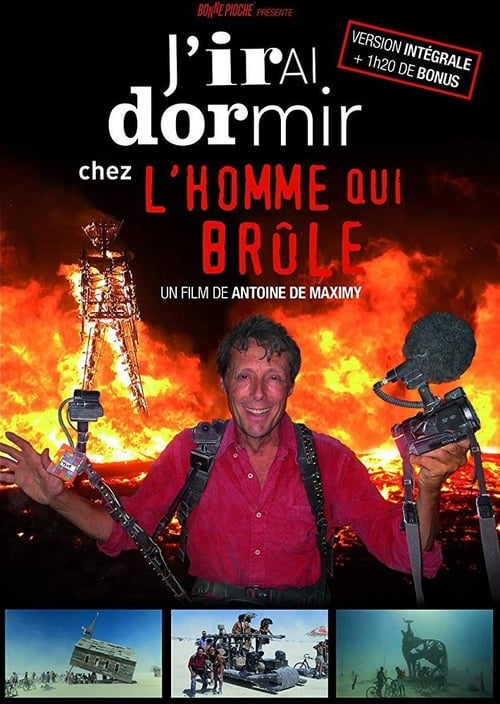 BONNE PIOCHE PRÉSENTE
J'irai
dormir
VERSION INTÉGRALE
+ 1h20 DE BONUS
chez L'HOMME QUI
BRÛLE
UN FILM DE ANTOINE DE MAXIMY